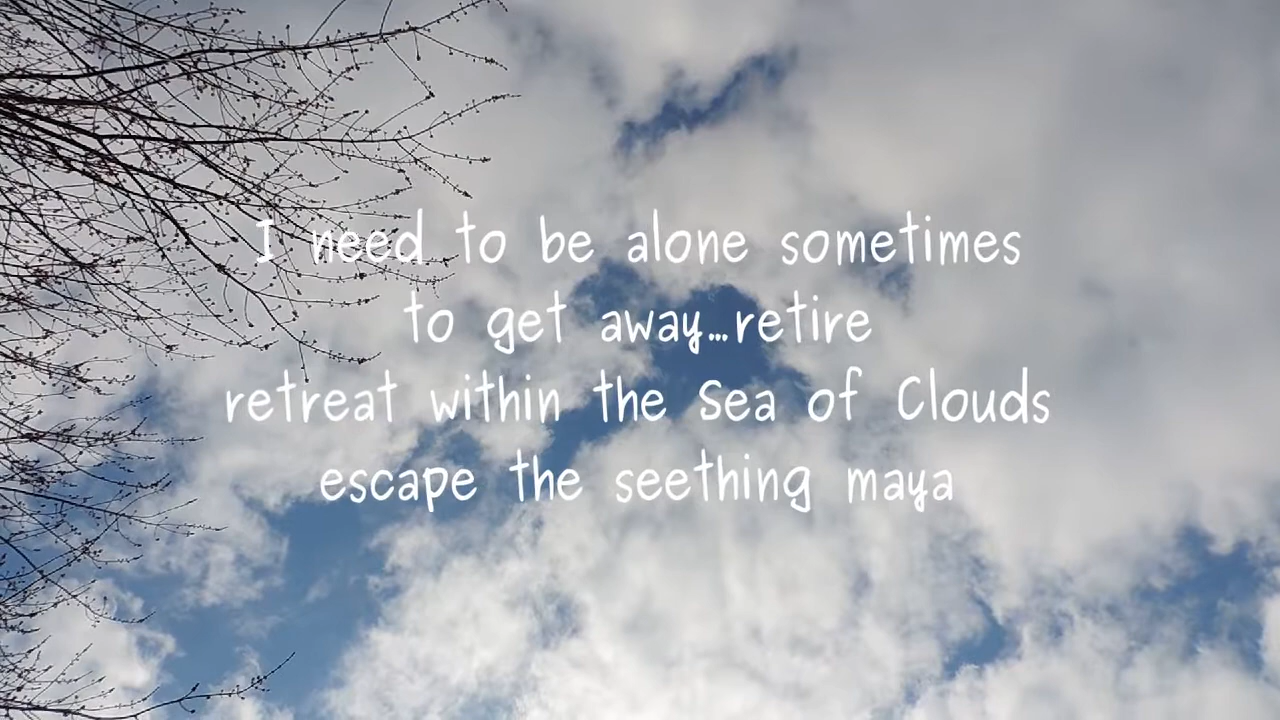 I need to be alone sometimes
to get away...retire
retreat within the Sea of Clouds
escape the seething maya